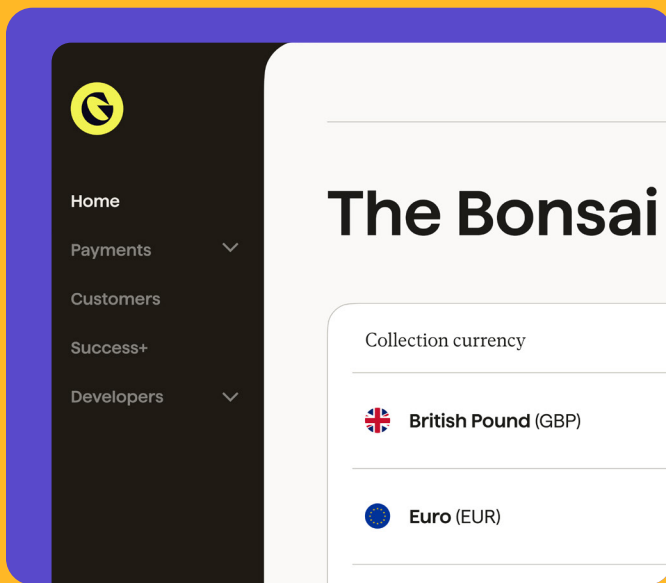 Home
Payments
Customers
Success+
Developers
The Bonsai
Collection currency
British Pound (GBP)
Euro (EUR)